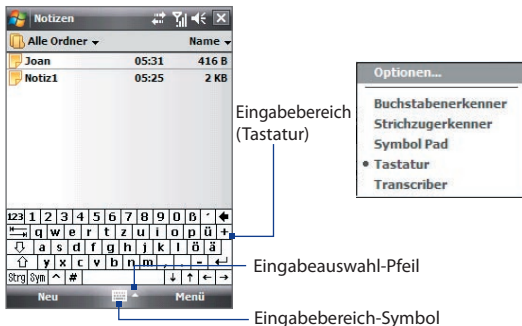 Notizen
Alle Ordner Name
Joan 05:31 416 B
Notiz1 05:25 2 KB
123 1 2 3 4 5 6 7 8 9 0 ß ´
q w e r t z u i o p ü +
a s d f g h j k l ö ä
y x c v b n m , . -
Strg Sym ^ #
Neu Menü
Eingabebereich
(Tastatur)
Eingabeauswahl-Pfeil
Eingabebereich-Symbol
Optionen...
Buchstabenerkenner
Strichzugerkenner
Symbol Pad
• Tastatur
Transcriber